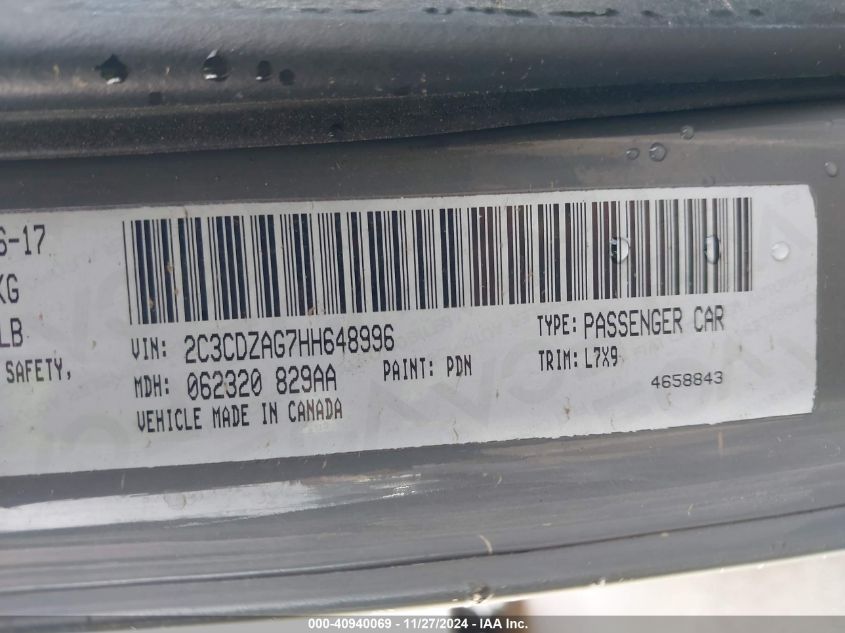 6-17
KG
LB
SAFETY,
VIN: 2C3CDZAG7HH648996
TYPE: PASSENGER CAR
MDH: 062320 829AA
PAINT: PDN
TRIM: L7X9
4658843
VEHICLE MADE IN CANADA
000-40940069 | 11/27/2024 - IAA Inc.